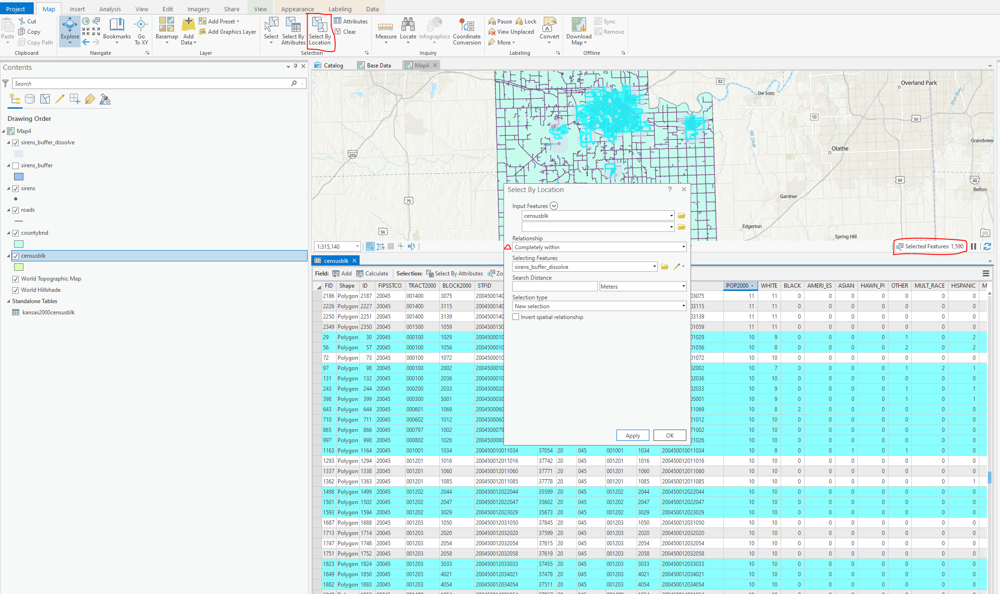 Project Map Insert Analysis View Edit Imagery Share View Appearance Labeling Data
Paste Cut Copy Copy Path
Clipboard
Explore Bookmarks Go To XY
Navigate
Basemap Add Data Add Preset Add Graphics Layer
Layer
Select Select By Attributes Select By Location Attributes Clear
Selection
Measure Locate Infographics Coordinate Conversion
Inquiry
Pause Lock View Unplaced More Convert
Labeling
Download Map Sync Remove
Offline
Contents
Search
Drawing Order
Map4
sirens_buffer_dissolve
sirens_buffer
sirens
roads
countybnd
censusblk
World Topographic Map
World Hillshade
Standalone Tables
kansas2000censusblk
Catalog Base Data Map4
32
Overland Park
De Soto
Blue River
10
50
Kill Creek
Grandview
335
Olathe
69
49
Belton
75
Gardner
56
Edgerton
Spring Hill
1:315,140
Selected Features: 1,590
Select By Location ?
Input Features
censusblk
Relationship
Completely within
Selecting Features
sirens_buffer_dissolve
Search Distance
Meters
Selection type
New selection
Invert spatial relationship
Apply OK
censusblk
Field: Add Calculate Selection: Select By Attributes Zo
FID Shape ID FIPSSTCO TRACT2000 BLOCK2000 STFID POP2000 WHITE BLACK AMERI_ES ASIAN HAWN_PI OTHER MULT_RACE HISPANIC M
2186 Polygon 2187 20045 001400 3075 2004500140 03075 11 11 0 0 0 0 0 0 0
2226 Polygon 2227 20045 001400 3115 2004500140 03115 11 11 0 0 0 0 0 0 0
2250 Polygon 2251 20045 001400 3139 2004500140 03139 11 11 0 0 0 0 0 0 0
2349 Polygon 2350 20045 001500 1059 2004500150 01059 11 11 0 0 0 0 0 0 0
29 Polygon 30 20045 000100 1029 2004500010 01029 10 9 0 0 0 0 1 0 2
56 Polygon 57 20045 000100 1056 2004500010 01056 10 8 0 0 0 0 2 0 2
72 Polygon 73 20045 000100 1072 2004500010 01072 10 10 0 0 0 0 0 0 0
97 Polygon 98 20045 000100 2002 2004500010 02002 10 7 0 0 0 0 1 2 1
131 Polygon 132 20045 000100 2036 2004500010 02036 10 10 0 0 0 0 0 0 0
243 Polygon 244 20045 000200 2033 2004500020 02033 10 9 0 0 0 0 1 0 1
398 Polygon 399 20045 000300 5001 2004500030 05001 10 9 0 0 0 0 1 0 1
643 Polygon 644 20045 000601 1069 2004500060 11069 10 8 2 0 0 0 0 0 0
710 Polygon 711 20045 000602 1012 2004500060 21012 10 10 0 0 0 0 0 0 0
865 Polygon 866 20045 000797 1002 2004500079 71002 10 10 0 0 0 0 0 0 0
997 Polygon 998 20045 000802 1026 2004500080 21026 10 10 0 0 0 0 0 0 0
1163 Polygon 1164 20045 001001 1034 200450010011034 37054 20 045 001001 1034 200450010011034 10 8 0 0 1 0 1 0 0
1293 Polygon 1294 20045 001201 1016 200450012011016 37742 20 045 001201 1016 200450012011016 10 10 0 0 0 0 0 0 0
1337 Polygon 1338 20045 001201 1060 200450012011060 37771 20 045 001201 1060 200450012011060 10 10 0 0 0 0 0 0 0
1362 Polygon 1363 20045 001201 1085 200450012011085 37778 20 045 001201 1085 200450012011085 10 10 0 0 0 0 0 0 1
1498 Polygon 1499 20045 001202 2044 200450012022044 35599 20 045 001202 2044 200450012022044 10 10 0 0 0 0 0 0 0
1501 Polygon 1502 20045 001202 2047 200450012022047 35602 20 045 001202 2047 200450012022047 10 10 0 0 0 0 0 0 0
1593 Polygon 1594 20045 001202 3029 200450012023029 35673 20 045 001202 3029 200450012023029 10 10 0 0 0 0 0 0 0
1687 Polygon 1688 20045 001203 1050 200450012031050 37845 20 045 001203 1050 200450012031050 10 10 0 0 0 0 0 0 0
1713 Polygon 1714 20045 001203 2020 200450012032020 37599 20 045 001203 2020 200450012032020 10 10 0 0 0 0 0 0 0
1747 Polygon 1748 20045 001203 2054 200450012032054 37615 20 045 001203 2054 200450012032054 10 10 0 0 0 0 0 0 0
1751 Polygon 1752 20045 001203 2058 200450012032058 37619 20 045 001203 2058 200450012032058 10 10 0 0 0 0 0 0 0
1823 Polygon 1824 20045 001203 3033 200450012033033 37455 20 045 001203 3033 200450012033033 10 10 0 0 0 0 0 0 0
1849 Polygon 1850 20045 001203 4021 200450012034021 37478 20 045 001203 4021 200450012034021 10 10 0 0 0 0 0 0 0
1882 Polygon 1883 20045 001203 4054 200450012034054 37511 20 045 001203 4054 200450012034054 10 10 0 0 0 0 0 0 0